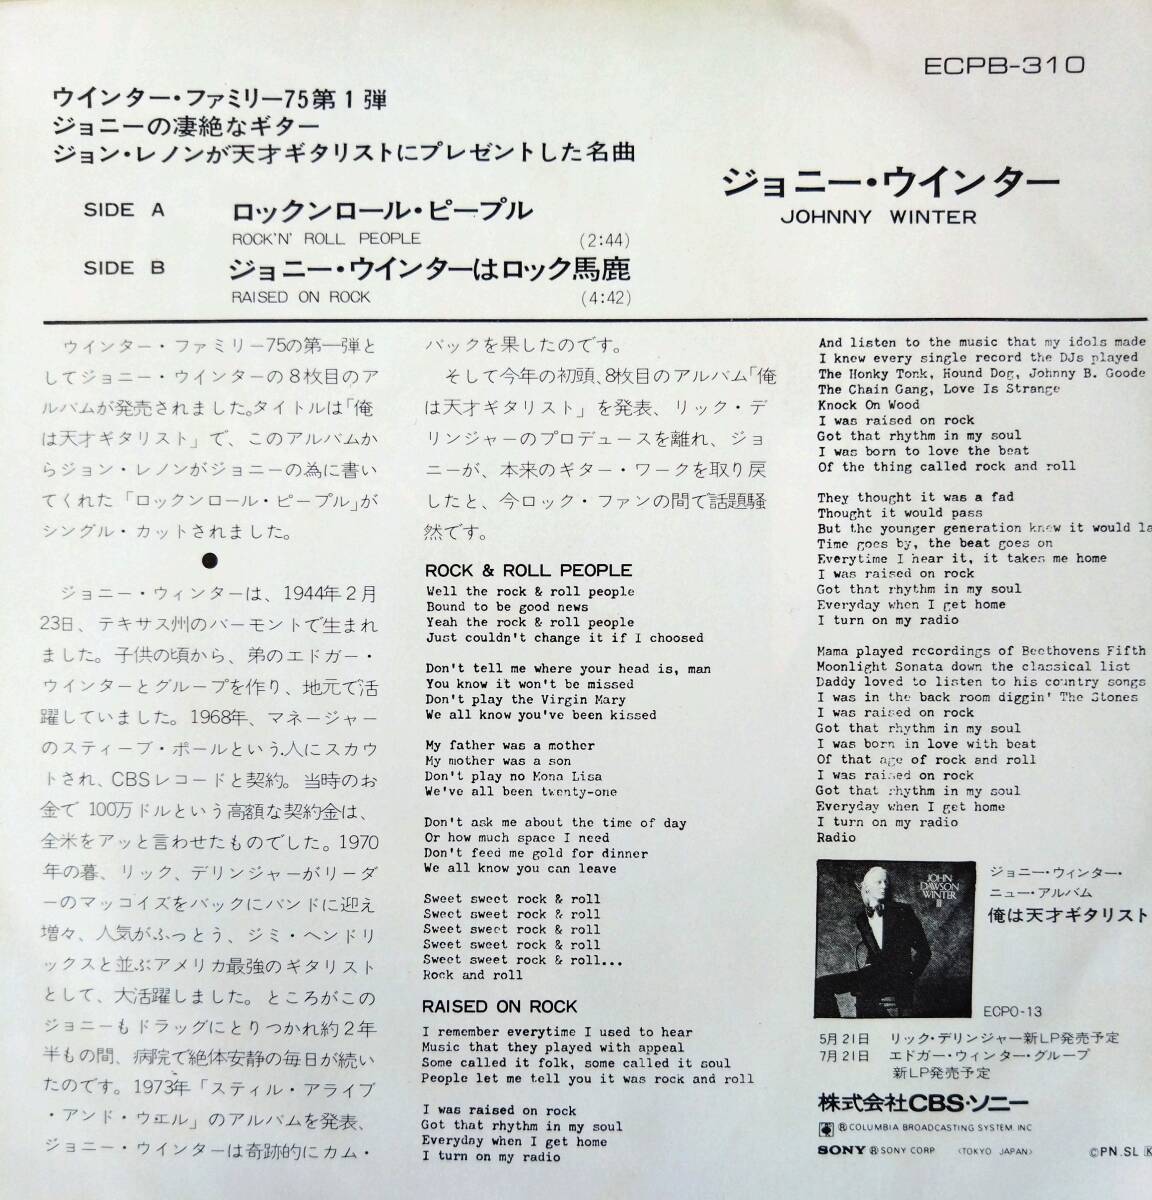 ECPB-310
ウインター・ファミリー75第1弾
ジョニーの凄絶なギター
ジョン・レノンが天才ギタリストにプレゼントした名曲
ジョニー・ウインター
JOHNNY WINTER
SIDE A ロックンロール・ピープル
ROCK'N' ROLL PEOPLE (2:44)
SIDE B ジョニー・ウインターはロック馬鹿
RAISED ON ROCK (4:42)
ウインター・ファミリー75の第一弾と
してジョニー・ウインターの8枚目のア
ルバムが発売されました。タイトルは「俺
は天才ギタリスト」で、このアルバムか
らジョン・レノンがジョニーの為に書い
てくれた「ロックンロール・ピープル」が
シングル・カットされました。
●
ジョニー・ウィンターは、1944年2月
23日、テキサス州のバーモントで生まれ
ました。子供の頃から、弟のエドガー・
ウインターとグループを作り、地元で活
躍していました。1968年、マネージャー
のスティーブ・ポールという人にスカウ
トされ、CBSレコードと契約。当時のお
金で100万ドルという高額な契約金は、
全米をアッと言わせたものでした。1970
年の暮、リック、デリンジャーがリーダ
ーのマッコイズをバックにバンドに迎え
増々、人気がふっとう、ジミ・ヘンドリ
ックスと並ぶアメリカ最強のギタリスト
として、大活躍しました。ところがこの
ジョニーもドラッグにとりつかれ約2年
半もの間、病院で絶体安静の毎日が続い
たのです。1973年「スティル・アライブ
・アンド・ウェル」のアルバムを発表、
ジョニー・ウインターは奇跡的にカム・
バックを果したのです。
そして今年の初頭、8枚目のアルバム「俺
は天才ギタリスト」を発表、リック・デ
リンジャーのプロデュースを離れ、ジョ
ニーが、本来のギター・ワークを取り戻
したと、今ロック・ファンの間で話題騒
然です。
ROCK & ROLL PEOPLE
Well the rock & roll people
Bound to be good news
Yeah the rock & roll people
Just couldn't change it if I choosed
Don't tell me where your head is, man
You know it won't be missed
Don't play the Virgin Mary
We all know you've been kissed
My father was a mother
My mother was a son
Don't play no Mona Lisa
We've all been twenty-one
Don't ask me about the time of day
Or how much space I need
Don't feed me gold for dinner
We all know you can leave
Sweet sweet rock & roll
Sweet sweet rock & roll
Sweet sweet rock & roll
Sweet sweet rock & roll
Sweet sweet rock & roll...
Rock and roll
RAISED ON ROCK
I remember everytime I used to hear
Music that they played with appeal
Some called it folk, some called it soul
People let me tell you it was rock and roll
I was raised on rock
Got that rhythm in my soul
Everyday when I get home
I turn on my radio
And listen to the music that my idols made
I knew every single record the DJs played
The Honky Tonk, Hound Dog, Johnny B. Goode
The Chain Gang, Love Is Strange
Knock On Wood
I was raised on rock
Got that rhythm in my soul
I was born to love the beat
Of the thing called rock and roll
They thought it was a fad
Thought it would pass
But the younger generation knew it would la
Time goes by, the beat goes on
Everytime I hear it, it takes me home
I was raised on rock
Got that rhythm in my soul
Everyday when I get home
I turn on my radio
Mama played recordings of Beethovens Fifth
Moonlight Sonata down the classical list
Daddy loved to listen to his country songs
I was in the back room diggin' The Stones
I was raised on rock
Got that rhythm in my soul
I was born in love with beat
Of that age of rock and roll
I was raised on rock
Got that rhythm in my soul
Everyday when I get home
I turn on my radio
Radio
JOHN
DAWSON
WINTER
III
ジョニー・ウィンター・
ニュー・アルバム
俺は天才ギタリスト
ECPO-13
5月21日 リック・デリンジャー新LP発売予定
7月21日 エドガー・ウィンター・グループ
新LP発売予定
株式会社CBS・ソニー
®COLUMBIA BROADCASTING SYSTEM. INC
SONY ®SONY CORP 〈TOKYO JAPAN〉
©PN.SL K